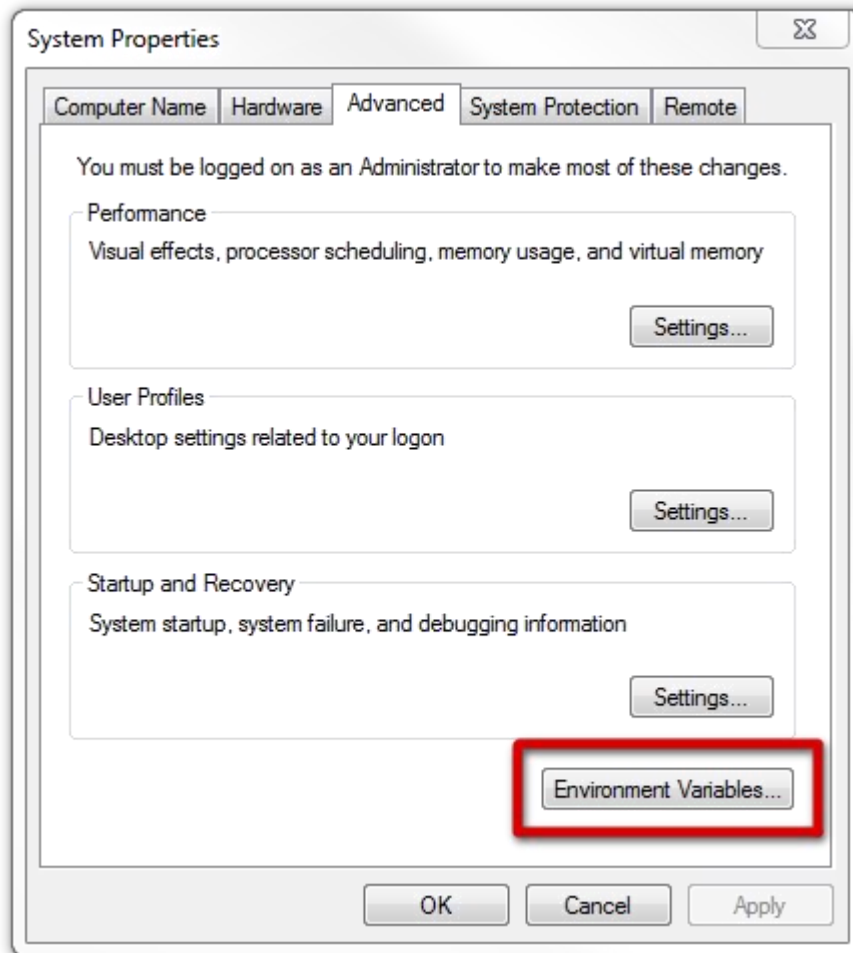 System Properties
Computer Name
Hardware
Advanced
System Protection
Remote
You must be logged on as an Administrator to make most of these changes.
Performance
Visual effects, processor scheduling, memory usage, and virtual memory
Settings...
User Profiles
Desktop settings related to your logon
Settings...
Startup and Recovery
System startup, system failure, and debugging information
Settings...
Environment Variables...
OK
Cancel
Apply